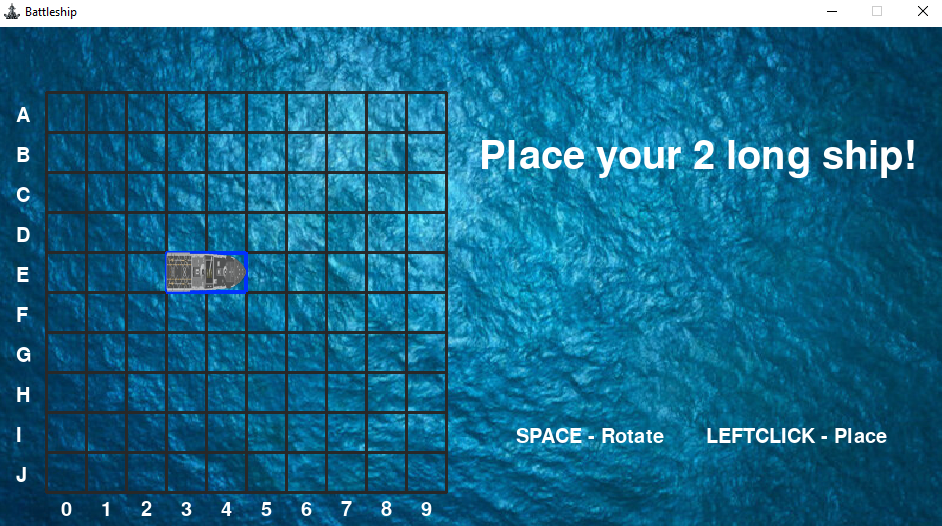 Battleship
A
B
Place your 2 long ship!
C
D
E
F
G
H
I
SPACE - Rotate LEFTCLICK - Place
J
0 1 2 3 4 5 6 7 8 9